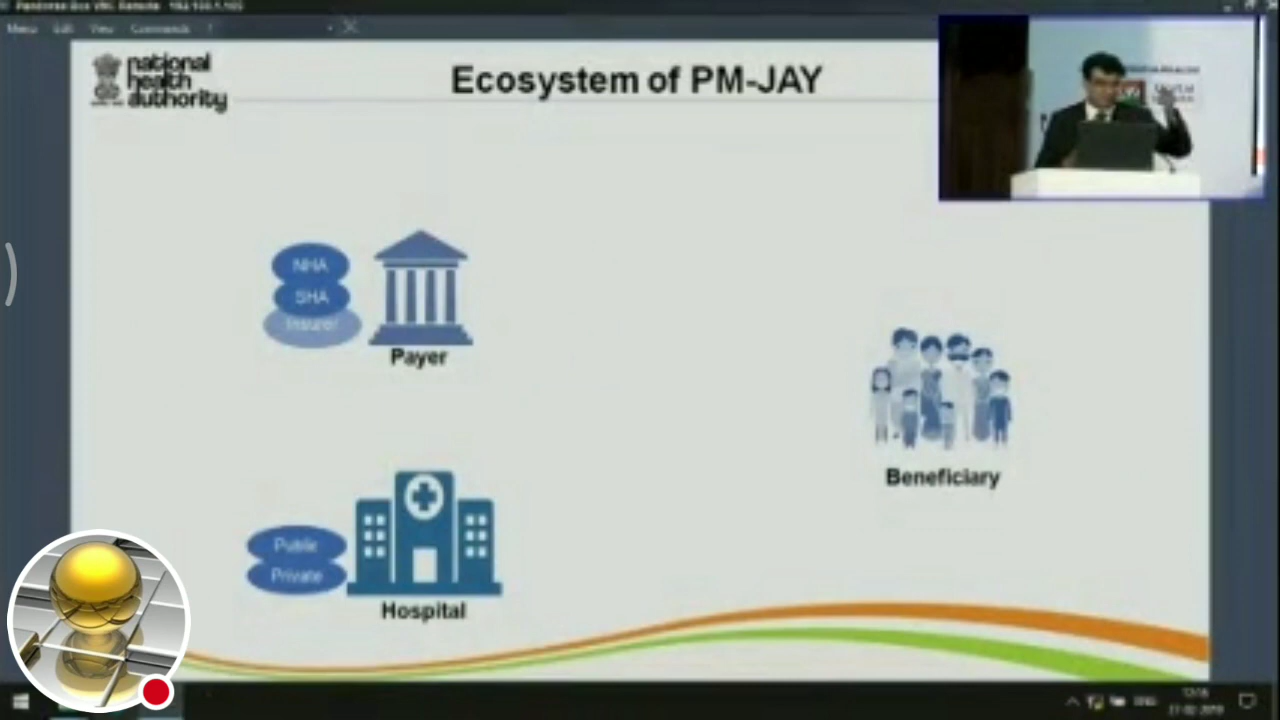 Menu Edit View Commands
national
health
authority
Ecosystem of PM-JAY
NHA
SHA
Insurer
Payer
Beneficiary
Public
Private
Hospital